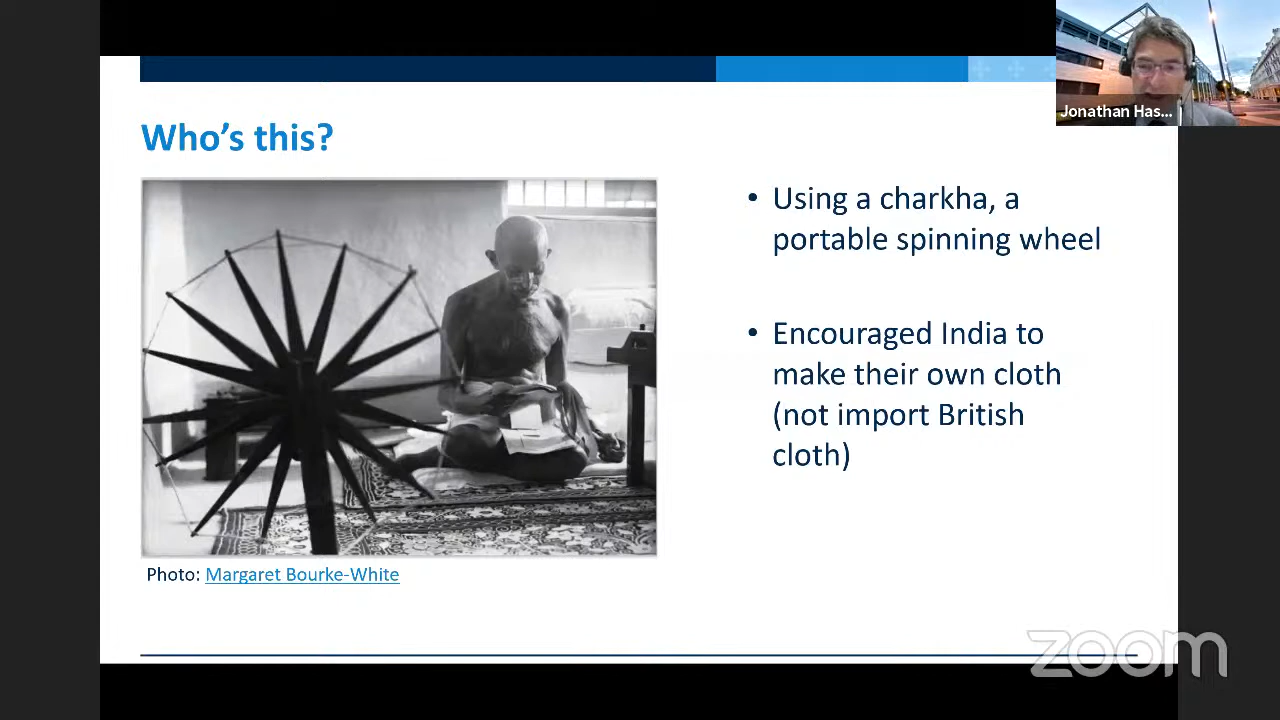 Jonathan Has...
Who's this?
• Using a charkha, a
portable spinning wheel
• Encouraged India to
make their own cloth
(not import British
cloth)
Photo: Margaret Bourke-White
zoom